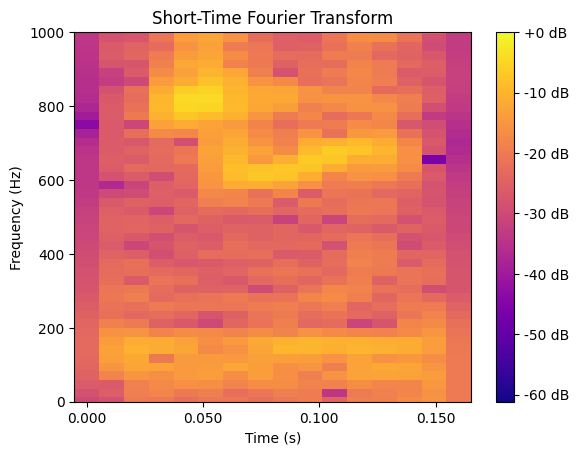 Short-Time Fourier Transform
1000
800
600
400
200
0
Frequency (Hz)
0.000
0.050
0.100
0.150
Time (s)
+0 dB
-10 dB
-20 dB
-30 dB
-40 dB
-50 dB
-60 dB